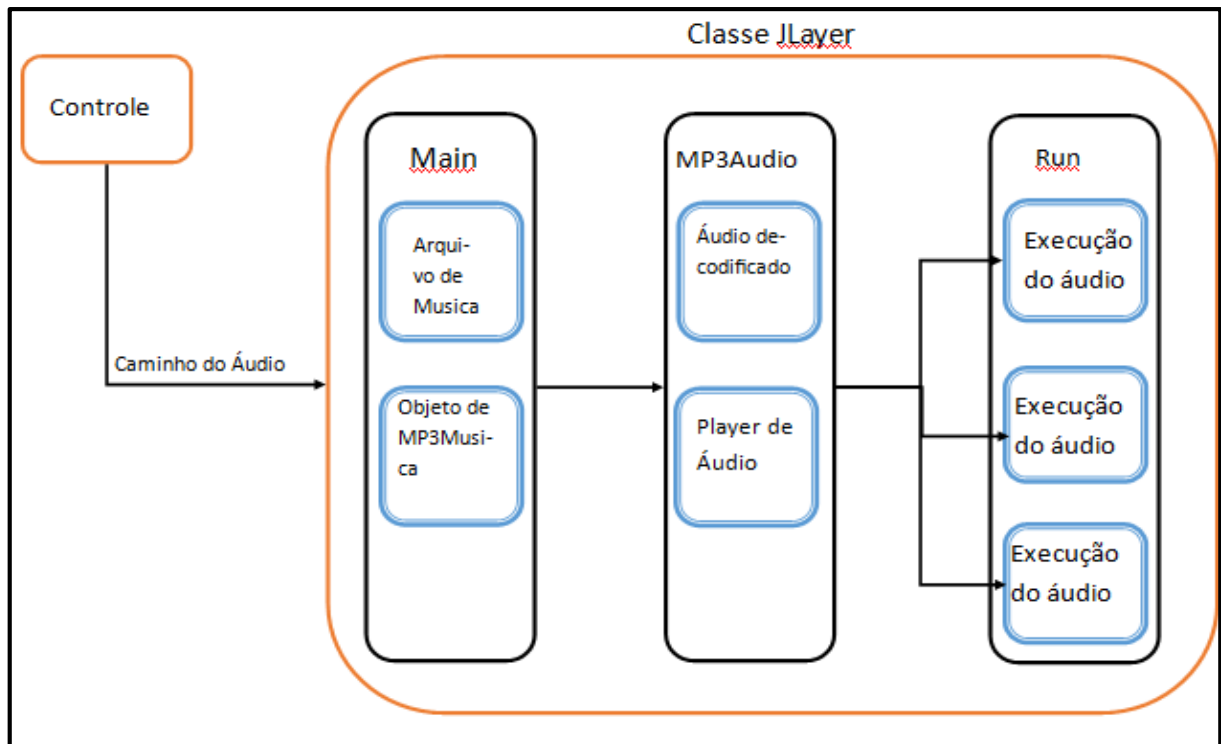 Classe JLayer
Controle
Caminho do Áudio
Main
Arqui-
vo de
Musica
Objeto de
MP3Musi-
ca
MP3Audio
Áudio de-
codificado
Player de
Áudio
Run
Execução
do áudio
Execução
do áudio
Execução
do áudio